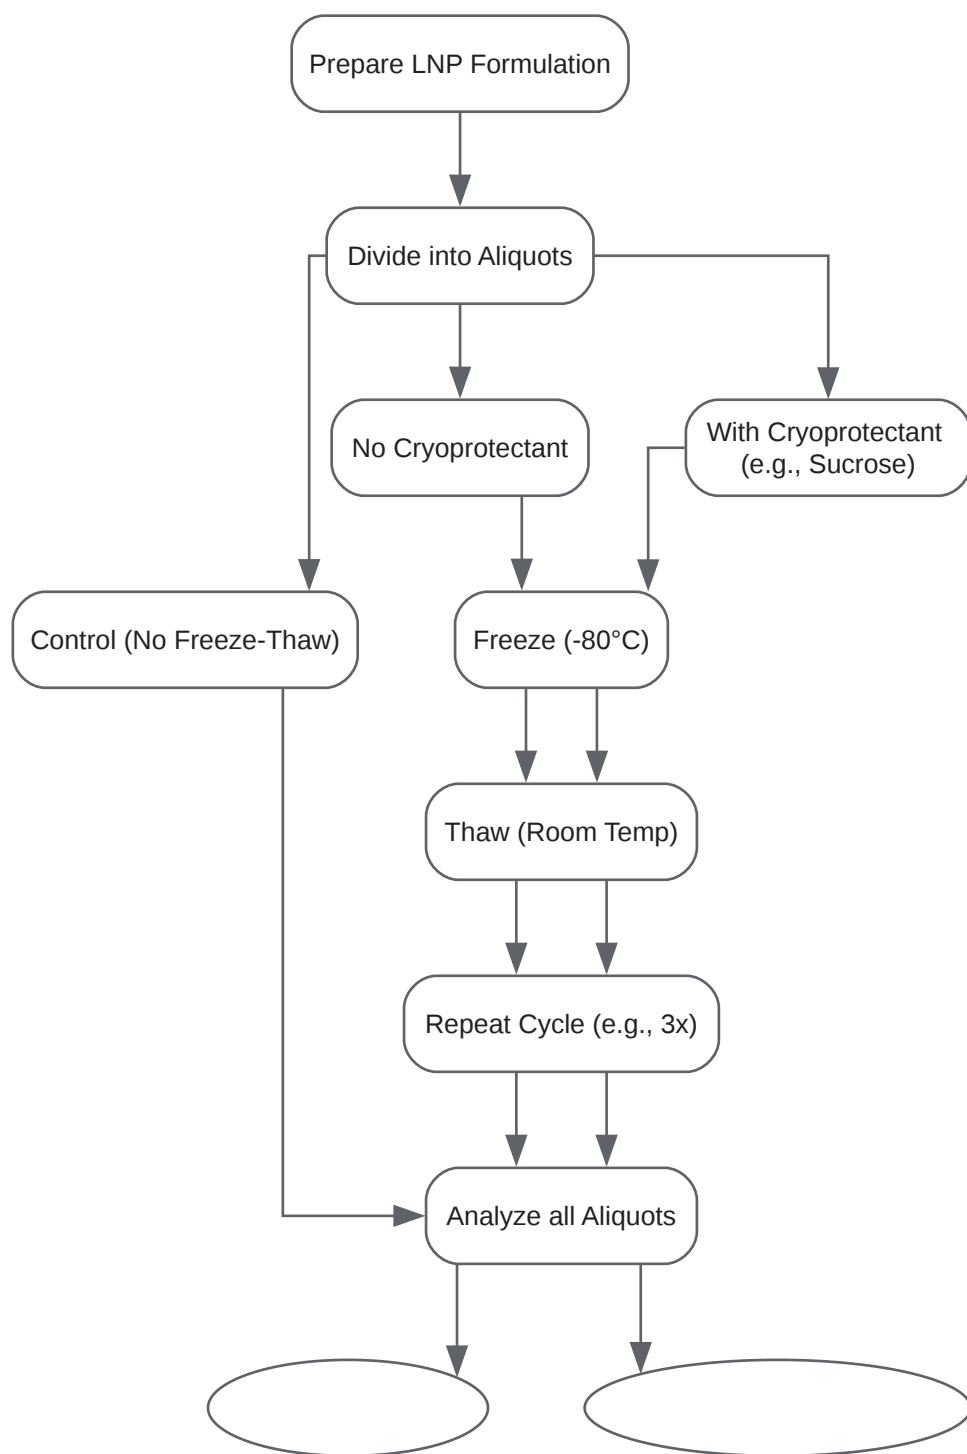 Prepare LNP Formulation
Divide into Aliquots
No Cryoprotectant
With Cryoprotectant
(e.g., Sucrose)
Control (No Freeze-Thaw)
Freeze (-80°C)
Thaw (Room Temp)
Repeat Cycle (e.g., 3x)
Analyze all Aliquots